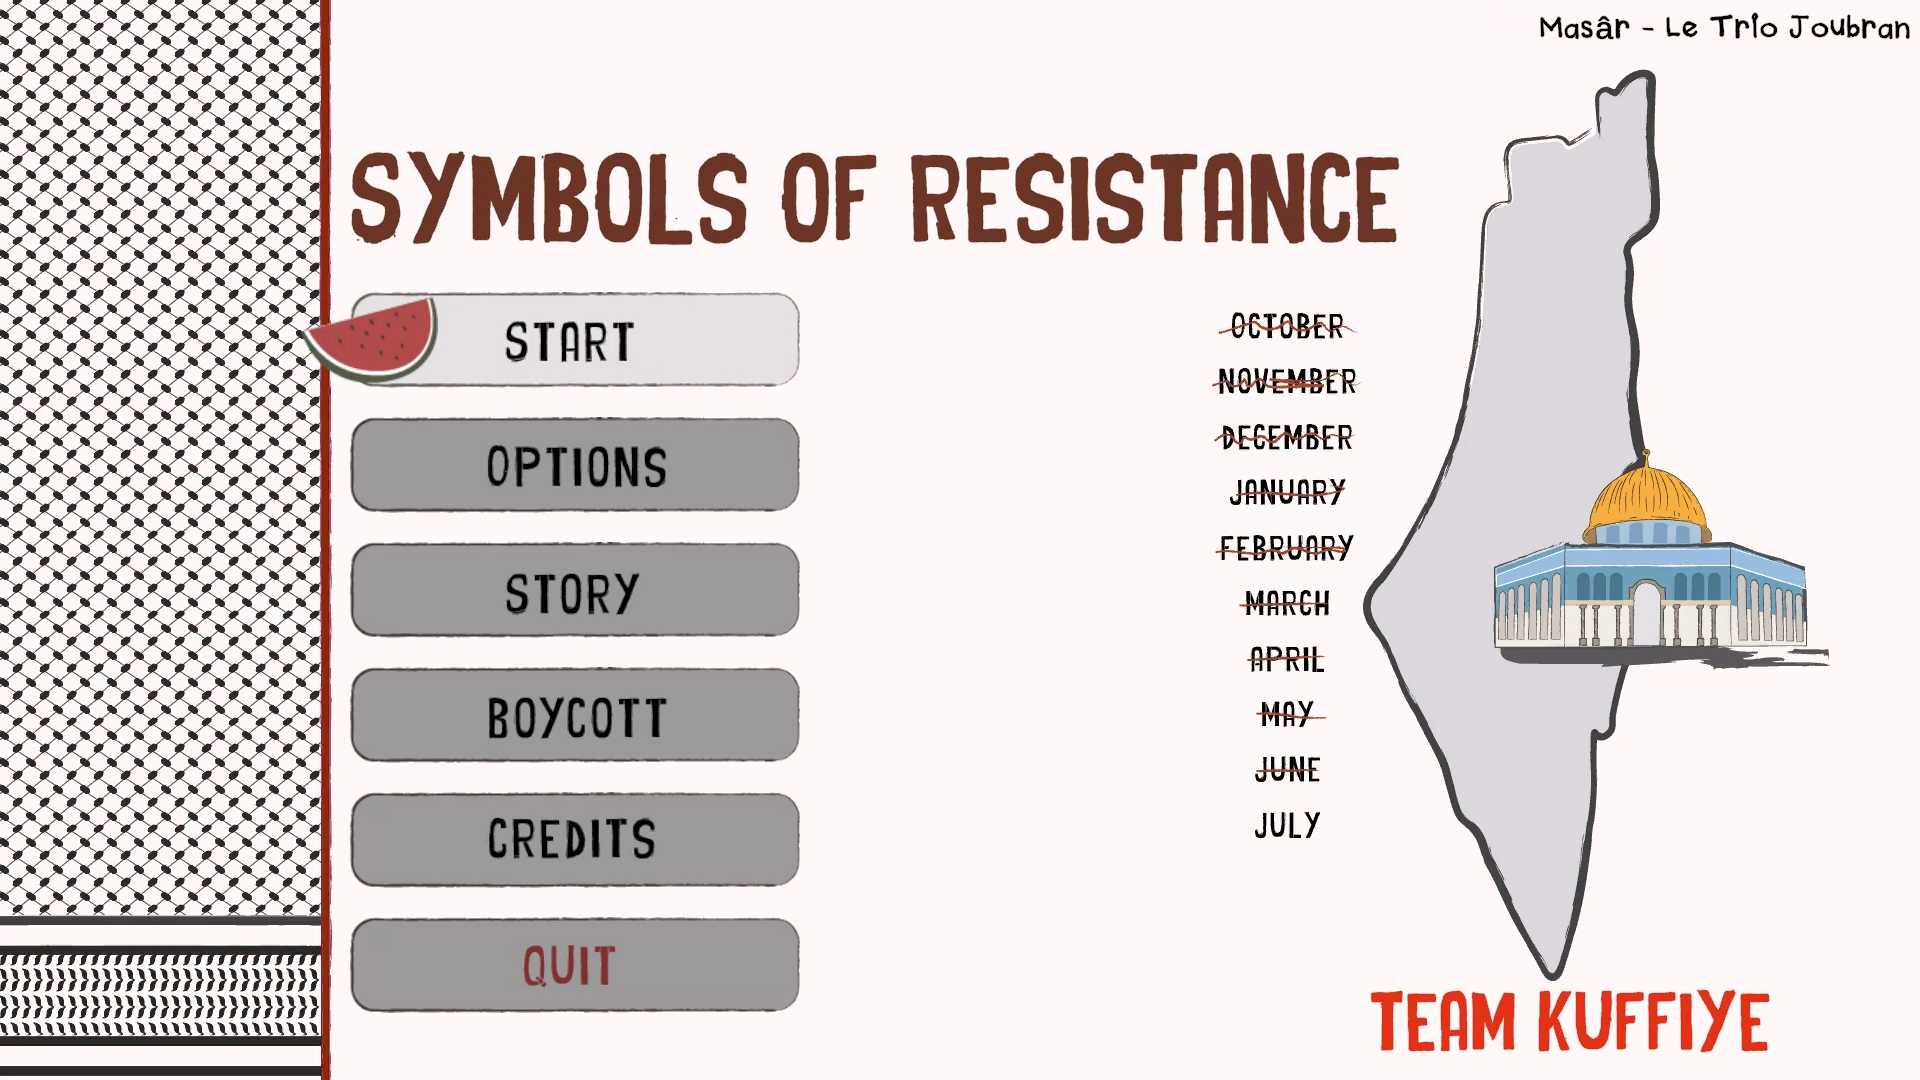 Masâr - Le Trio Joubran
SYMBOLS OF RESISTANCE
START
OPTIONS
STORY
BOYCOTT
CREDITS
QUIT
OCTOBER
NOVEMBER
DECEMBER
JANUARY
FEBRUARY
MARCH
APRIL
MAY
JUNE
JULY
TEAM KUFFIYE